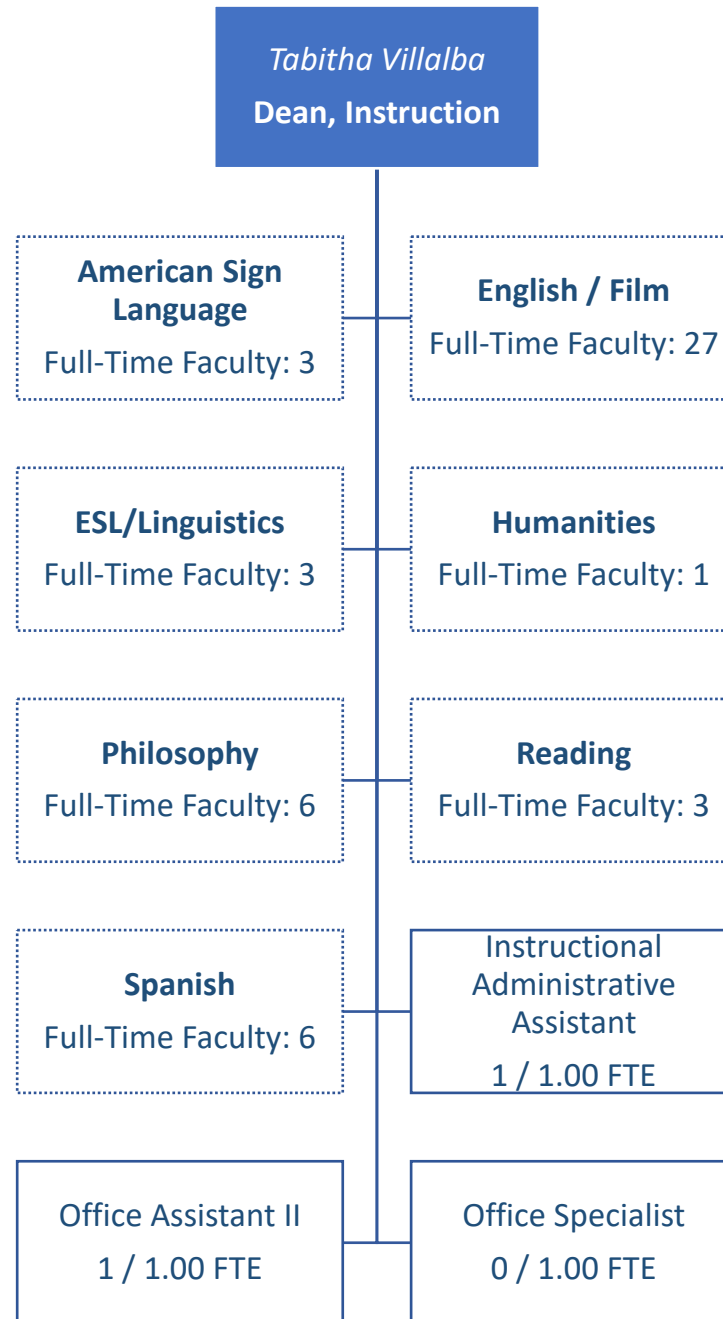 Tabitha Villalba
Dean, Instruction
American Sign
Language
Full-Time Faculty: 3
English / Film
Full-Time Faculty: 27
ESL/Linguistics
Full-Time Faculty: 3
Humanities
Full-Time Faculty: 1
Philosophy
Full-Time Faculty: 6
Reading
Full-Time Faculty: 3
Spanish
Full-Time Faculty: 6
Instructional
Administrative
Assistant
1 / 1.00 FTE
Office Assistant II
1 / 1.00 FTE
Office Specialist
0 / 1.00 FTE